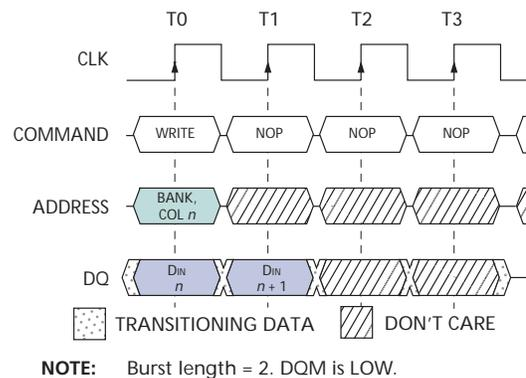 T0 T1 T2 T3
CLK
COMMAND WRITE NOP NOP NOP
ADDRESS BANK,
COL n
DQ DIN DIN
n n + 1
TRANSITIONING DATA DON'T CARE
NOTE: Burst length = 2. DQM is LOW.